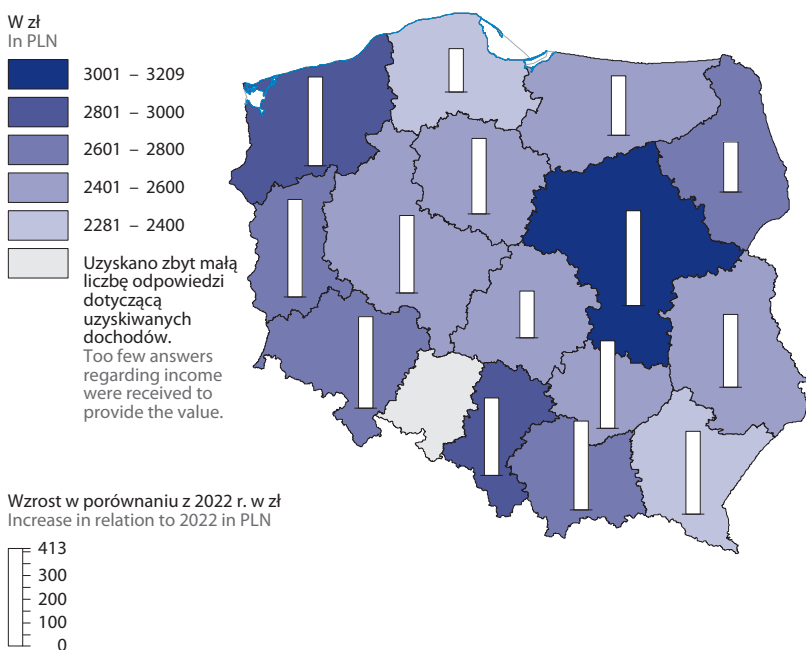 W zł
In PLN
3001 – 3209
2801 – 3000
2601 – 2800
2401 – 2600
2281 – 2400
Uzyskano zbyt małą
liczbę odpowiedzi
dotyczącą
uzyskiwanych
dochodów.
Too few answers
regarding income
were received to
provide the value.
Wzrost w porównaniu z 2022 r. w zł
Increase in relation to 2022 in PLN
413
300
200
100
0